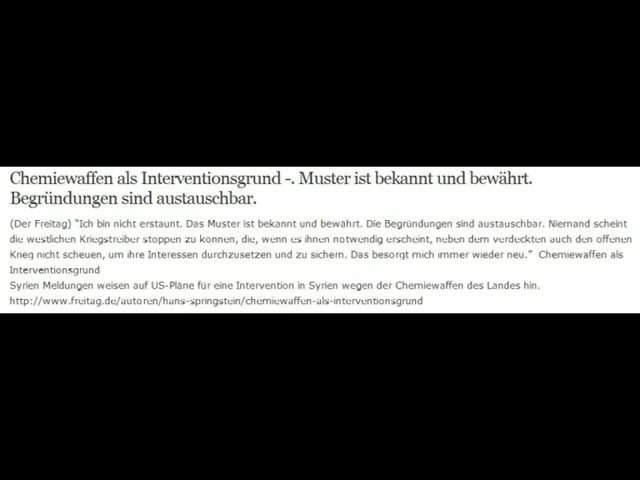 Chemiewaffen als Interventionsgrund -. Muster ist bekannt und bewährt.
Begründungen sind austauschbar.
(Der Freitag) "Ich bin nicht erstaunt. Das Muster ist bekannt und bewährt. Die Begründungen sind austauschbar. Niemand scheint
die westlichen Kriegstreiber stoppen zu können, die, wenn es ihnen notwendig erscheint, neben dem verdeckten auch den offenen
Krieg nicht scheuen, um ihre Interessen durchzusetzen und zu sichern. Das besorgt mich immer wieder neu." Chemiewaffen als
Interventionsgrund
Syrien Meldungen weisen auf US-Pläne für eine Intervention in Syrien wegen der Chemiewaffen des Landes hin.
http://www.freitag.de/autoren/hans-springstein/chemiewaffen-als-interventionsgrund